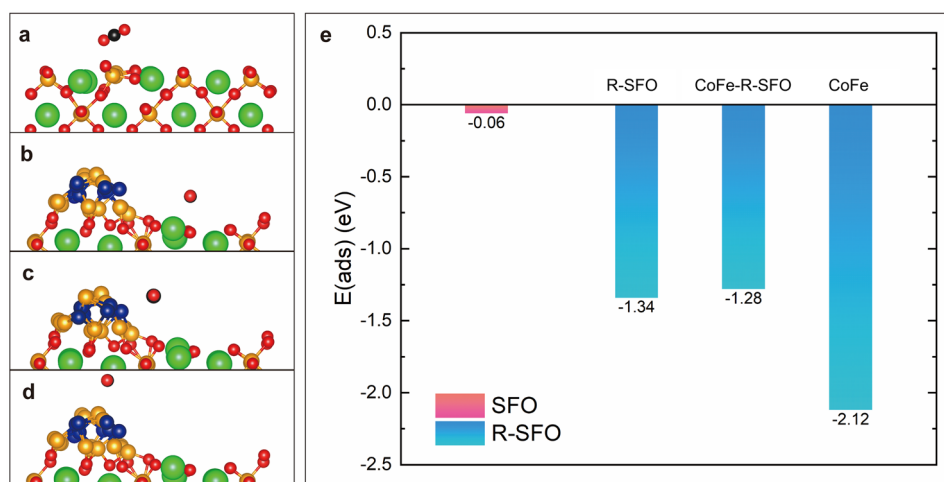 a
b
c
d
e
E(ads) (eV)
0.5
0.0
-0.5
-1.0
-1.5
-2.0
-2.5
R-SFO
CoFe-R-SFO
CoFe
-0.06
-1.34
-1.28
-2.12
SFO
R-SFO